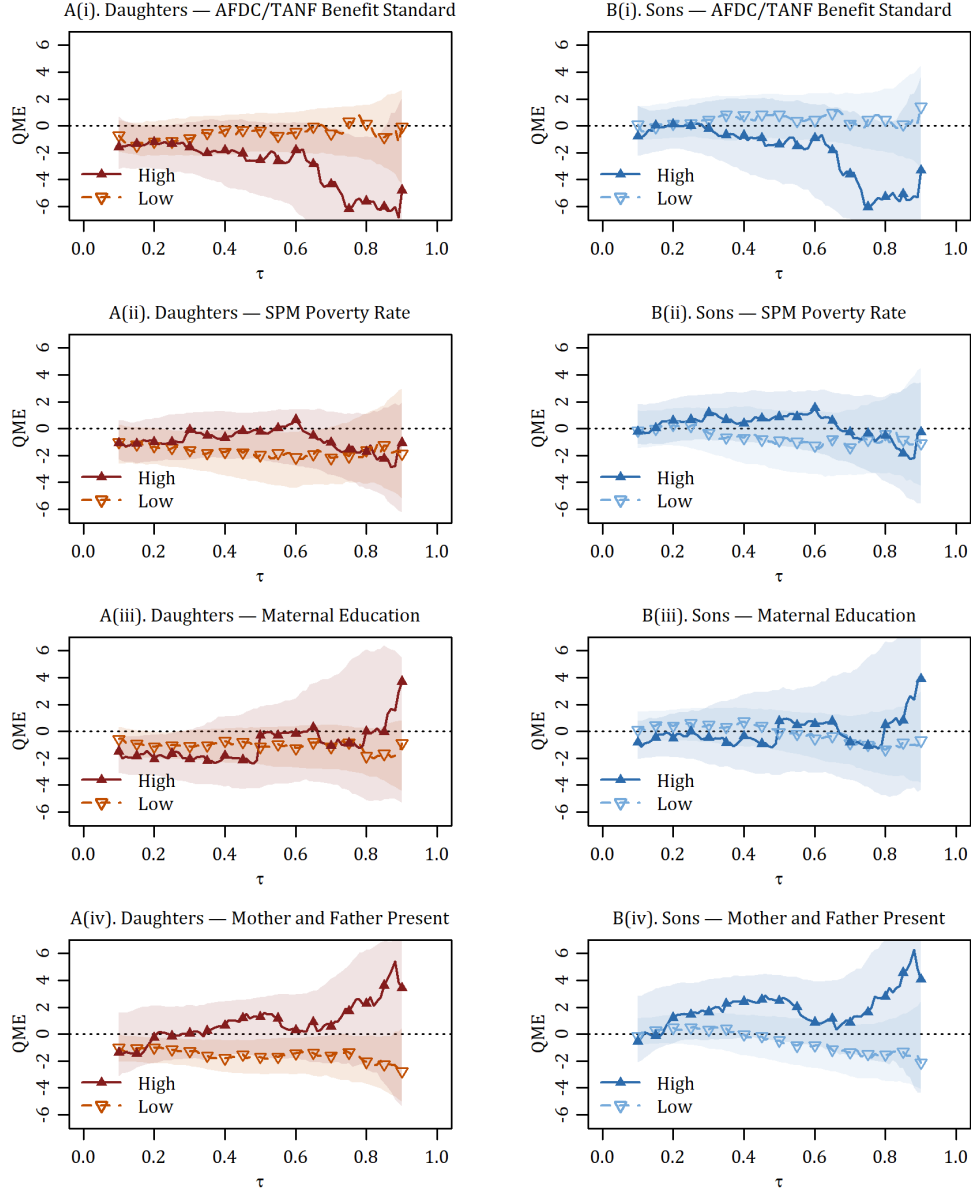 A(i). Daughters — AFDC/TANF Benefit Standard
QME
6
4
2
0
-2
-4
-6
High
Low
0.0 0.2 0.4 0.6 0.8 1.0
τ
B(i). Sons — AFDC/TANF Benefit Standard
QME
6
4
2
0
-2
-4
-6
High
Low
0.0 0.2 0.4 0.6 0.8 1.0
τ
A(ii). Daughters — SPM Poverty Rate
QME
6
4
2
0
-2
-4
-6
High
Low
0.0 0.2 0.4 0.6 0.8 1.0
τ
B(ii). Sons — SPM Poverty Rate
QME
6
4
2
0
-2
-4
-6
High
Low
0.0 0.2 0.4 0.6 0.8 1.0
τ
A(iii). Daughters — Maternal Education
QME
6
4
2
0
-2
-4
-6
High
Low
0.0 0.2 0.4 0.6 0.8 1.0
τ
B(iii). Sons — Maternal Education
QME
6
4
2
0
-2
-4
-6
High
Low
0.0 0.2 0.4 0.6 0.8 1.0
τ
A(iv). Daughters — Mother and Father Present
QME
6
4
2
0
-2
-4
-6
High
Low
0.0 0.2 0.4 0.6 0.8 1.0
τ
B(iv). Sons — Mother and Father Present
QME
6
4
2
0
-2
-4
-6
High
Low
0.0 0.2 0.4 0.6 0.8 1.0
τ